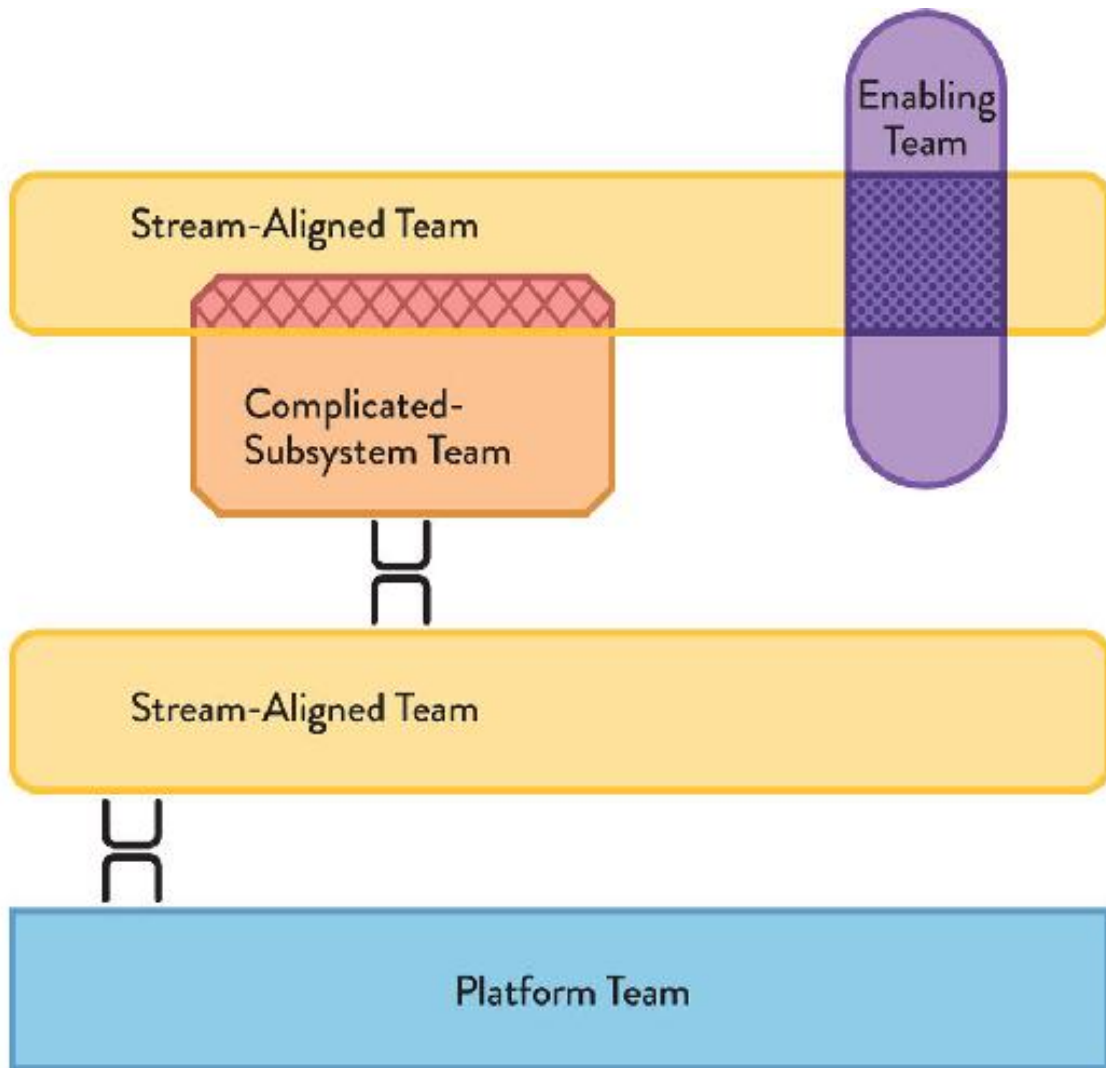 Enabling
Team
Stream-Aligned Team
Complicated-
Subsystem Team
Stream-Aligned Team
Platform Team